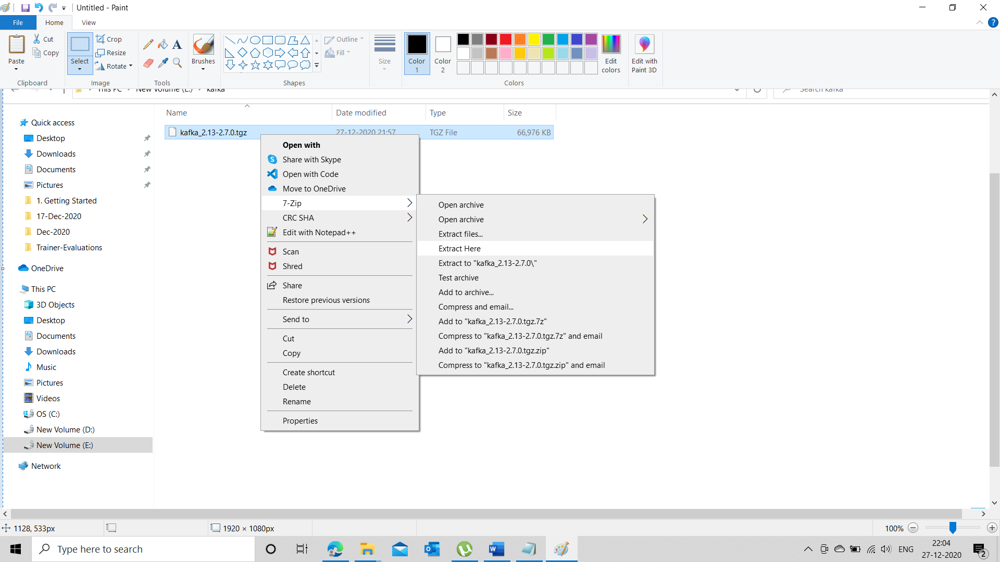 Untitled - Paint
File Home View
Paste
Cut
Copy
Clipboard
Select
Crop
Resize
Rotate
Image
A
Tools
Brushes
Outline
Fill
Shapes
Size
Color 1
Color 2
Edit colors
Colors
Edit with Paint 3D
?
This PC New Volume (E:) kafka
Search kafka
Name Date modified Type Size
kafka_2.13-2.7.0.tgz 27-12-2020 21:57 TGZ File 66,976 KB
Quick access
Desktop
Downloads
Documents
Pictures
1. Getting Started
17-Dec-2020
Dec-2020
Trainer-Evaluations
OneDrive
This PC
3D Objects
Desktop
Documents
Downloads
Music
Pictures
Videos
OS (C:)
New Volume (D:)
New Volume (E:)
Network
Open with
Share with Skype
Open with Code
Move to OneDrive
7-Zip
CRC SHA
Edit with Notepad++
Scan
Shred
Share
Restore previous versions
Send to
Cut
Copy
Create shortcut
Delete
Rename
Properties
Open archive
Open archive
Extract files...
Extract Here
Extract to "kafka_2.13-2.7.0\"
Test archive
Add to archive...
Compress and email...
Add to "kafka_2.13-2.7.0.tgz.7z"
Compress to "kafka_2.13-2.7.0.tgz.7z" and email
Add to "kafka_2.13-2.7.0.tgz.zip"
Compress to "kafka_2.13-2.7.0.tgz.zip" and email
1128, 533px
1920 × 1080px
100%
Type here to search
ENG
22:04
27-12-2020
2